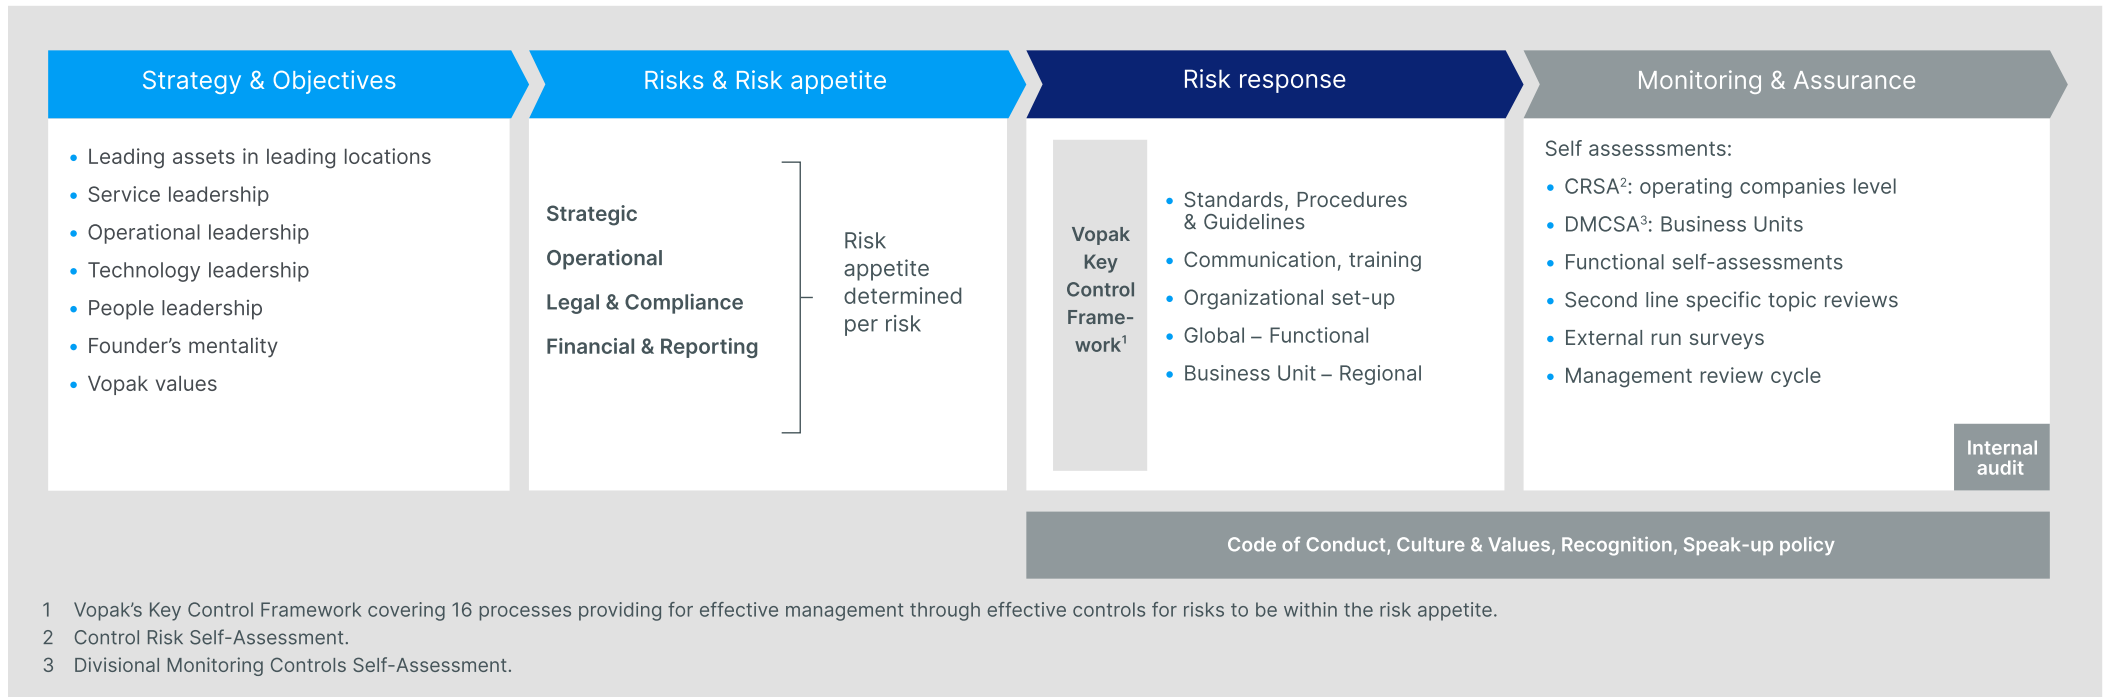 Strategy & Objectives
Leading assets in leading locations
Service leadership
Operational leadership
Technology leadership
People leadership
Founder’s mentality
Vopak values
Risks & Risk appetite
Strategic
Operational
Legal & Compliance
Financial & Reporting
Risk
appetite
determined
per risk
Risk response
Vopak
Key
Control
Frame-
work¹
Standards, Procedures
& Guidelines
Communication, training
Organizational set-up
Global – Functional
Business Unit – Regional
Monitoring & Assurance
Self assesssments:
CRSA²: operating companies level
DMCSA³: Business Units
Functional self-assessments
Second line specific topic reviews
External run surveys
Management review cycle
Internal
audit
Code of Conduct, Culture & Values, Recognition, Speak-up policy
1 Vopak’s Key Control Framework covering 16 processes providing for effective management through effective controls for risks to be within the risk appetite.
2 Control Risk Self-Assessment.
3 Divisional Monitoring Controls Self-Assessment.